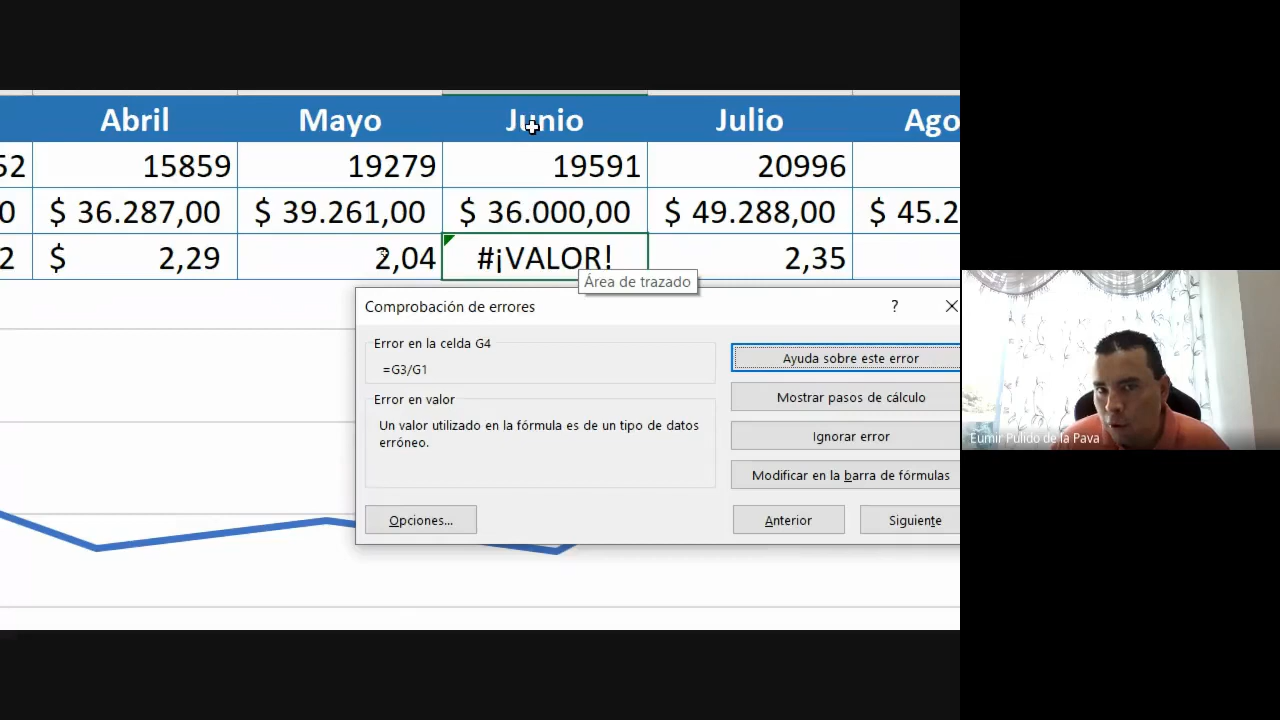 Abril Mayo Junio Julio Ago
52 15859 19279 19591 20996
0 $ 36.287,00 $ 39.261,00 $ 36.000,00 $ 49.288,00 $ 45.2
2 $ 2,29 2,04 #¡VALOR! 2,35
Área de trazado
Comprobación de errores ?
Error en la celda G4
=G3/G1
Error en valor
Un valor utilizado en la fórmula es de un tipo de datos
erróneo.
Ayuda sobre este error
Mostrar pasos de cálculo
Ignorar error
Modificar en la barra de fórmulas
Opciones... Anterior Siguiente
Eumir Pulido de la Pava